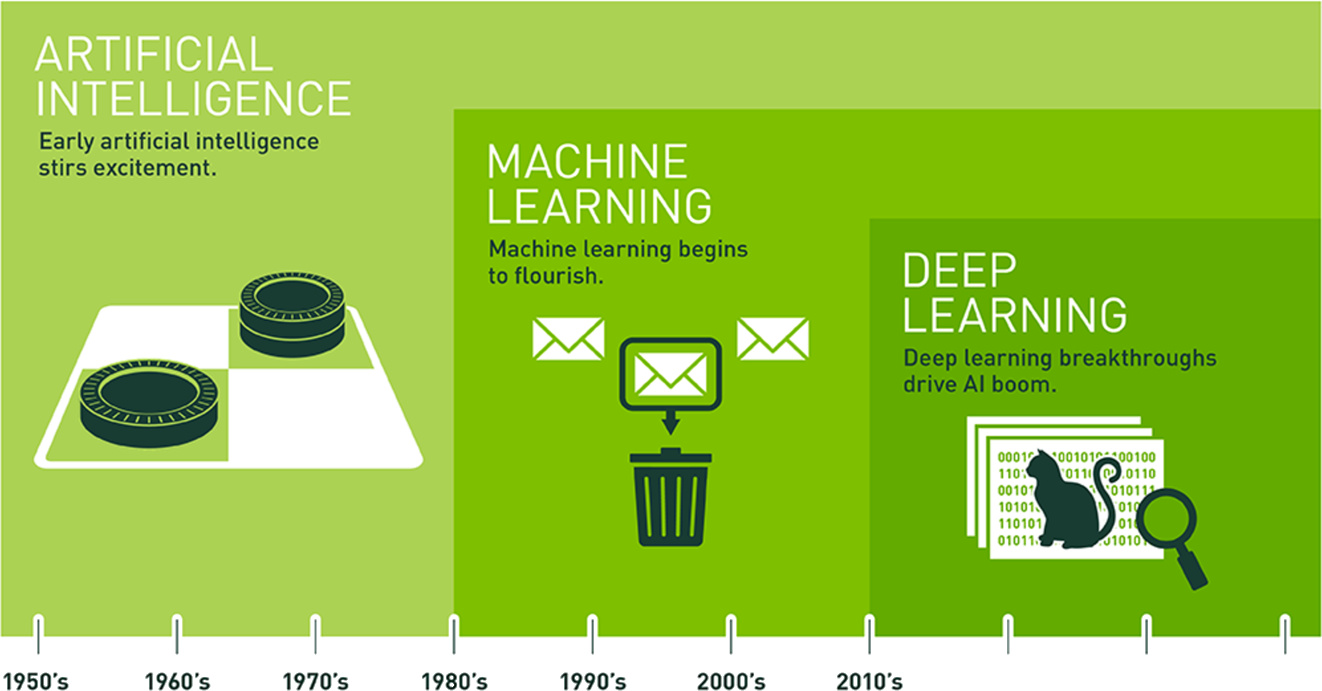 ARTIFICIAL
INTELLIGENCE
Early artificial intelligence
stirs excitement.
MACHINE
LEARNING
Machine learning begins
to flourish.
DEEP
LEARNING
Deep learning breakthroughs
drive AI boom.
1950's
1960's
1970's
1980's
1990's
2000's
2010's